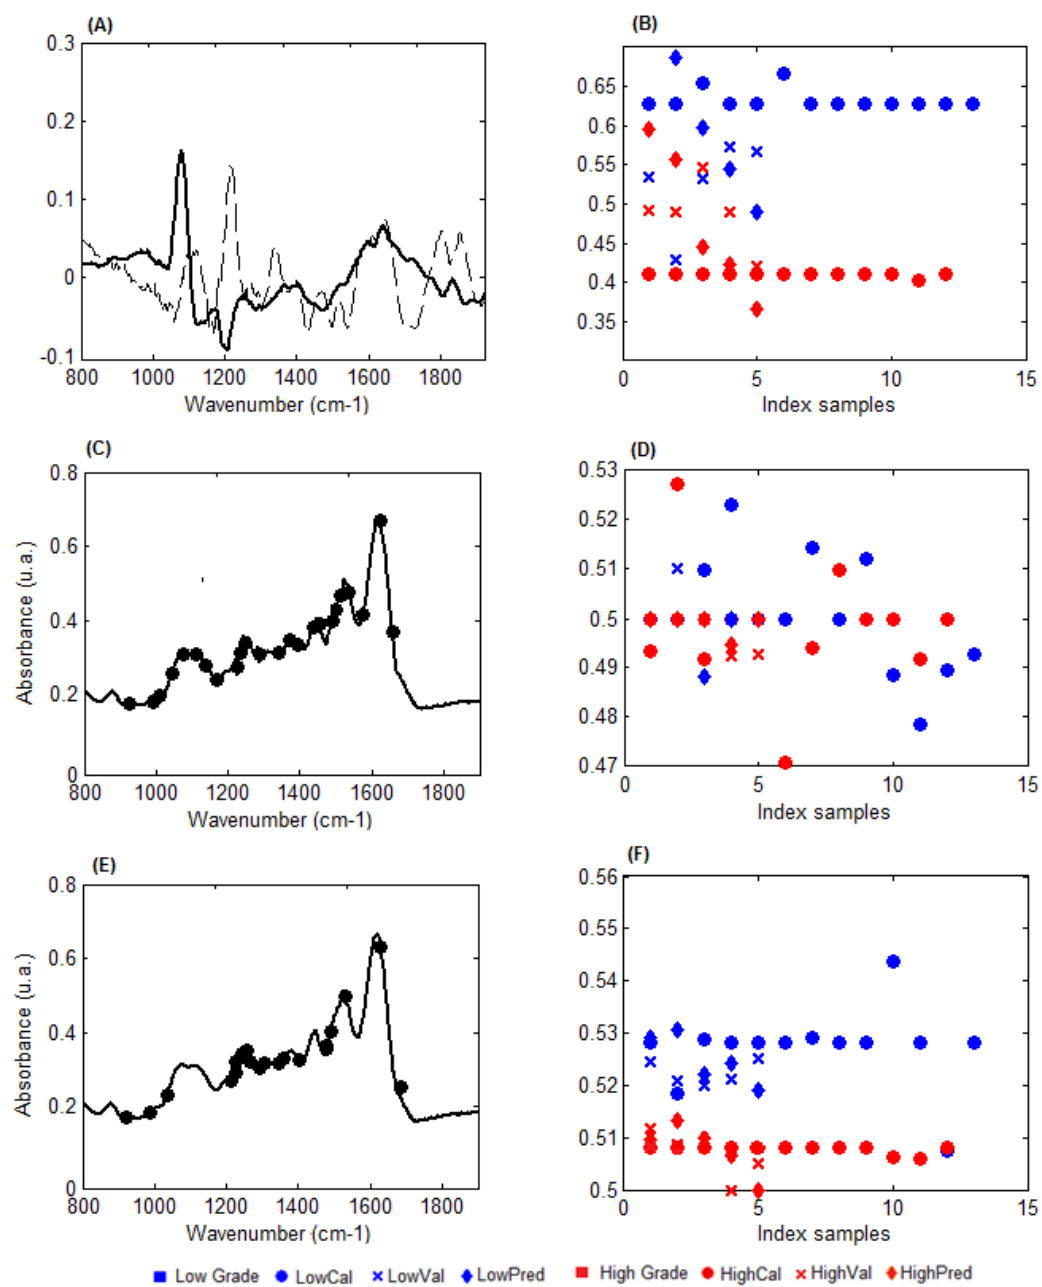 (A)
0.3
0.2
0.1
0
-0.1
800 1000 1200 1400 1600 1800
Wavenumber (cm-1)
(B)
0.65
0.6
0.55
0.5
0.45
0.4
0.35
0 5 10 15
Index samples
(C)
0.8
0.6
0.4
0.2
0
Absorbance (u.a.)
800 1000 1200 1400 1600 1800
Wavenumber (cm-1)
(D)
0.53
0.52
0.51
0.5
0.49
0.48
0.47
0 5 10 15
Index samples
(E)
0.8
0.6
0.4
0.2
0
Absorbance (u.a.)
800 1000 1200 1400 1600 1800
Wavenumber (cm-1)
(F)
0.56
0.55
0.54
0.53
0.52
0.51
0.5
0 5 10 15
Index samples
Low Grade LowCal LowVal LowPred High Grade HighCal HighVal HighPred